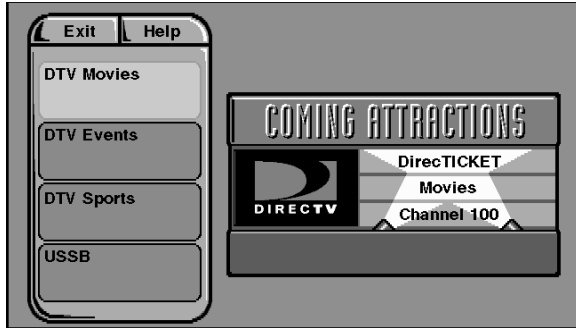 Exit Help
DTV Movies
DTV Events
DTV Sports
USSB
COMING ATTRACTIONS
DIRECTV
DirecTICKET
Movies
Channel 100